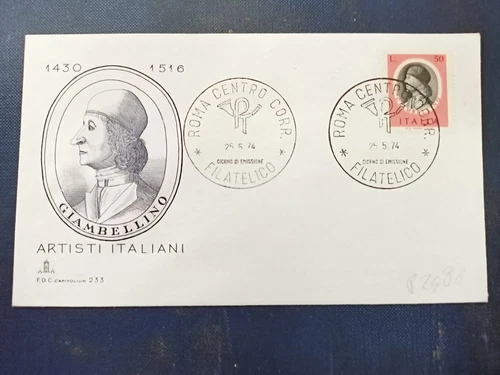 1430 1516
GIAMBELLINO
ARTISTI ITALIANI
F.D.C. CAPITOLIUM 233
ROMA CENTRO CORR.
25.5.74
GIORNO DI EMISSIONE
* FILATELICO *
L. 50
ITALIA
ROMA CENTRO CORR.
25.5.74
GIORNO DI EMISSIONE
* FILATELICO *